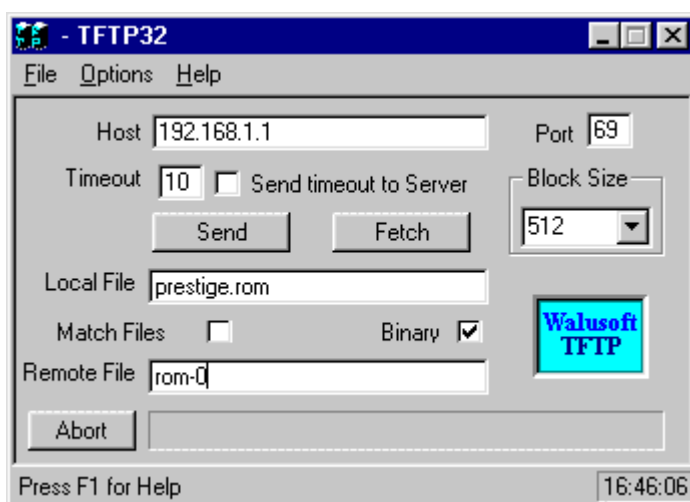 - TFTP32
File Options Help
Host 192.168.1.1 Port 69
Timeout 10 Send timeout to Server Block Size
512
Send Fetch
Local File prestige.rom
Match Files Binary
Walusoft
TFTP
Remote File rom-0
Abort
Press F1 for Help 16:46:06